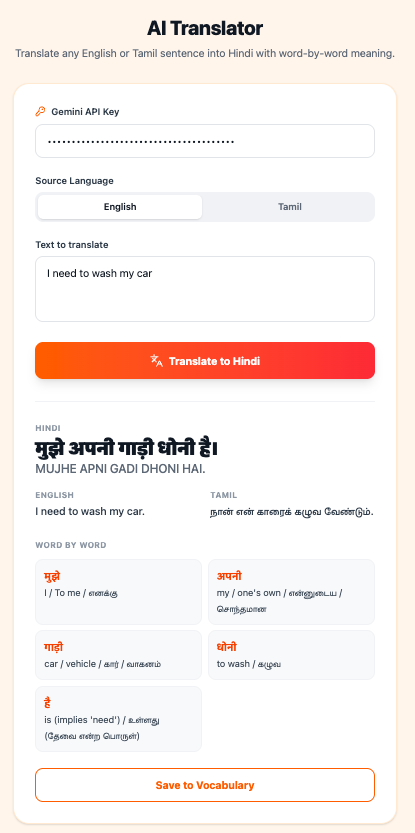 AI Translator
Translate any English or Tamil sentence into Hindi with word-by-word meaning.
Gemini API Key
Source Language
English
Tamil
Text to translate
I need to wash my car
Translate to Hindi
HINDI
मुझे अपनी गाड़ी धोनी है।
MUJHE APNI GADI DHONI HAI.
ENGLISH
I need to wash my car.
TAMIL
நான் என் காரைக் கழுவ வேண்டும்.
WORD BY WORD
मुझे
I / To me / எனக்கு
अपनी
my / one's own / என்னுடைய /
சொந்தமான
गाड़ी
car / vehicle / கார் / வாகனம்
धोनी
to wash / கழுவ
है
is (implies 'need') / உள்ளது
(தேவை என்ற பொருள்)
Save to Vocabulary